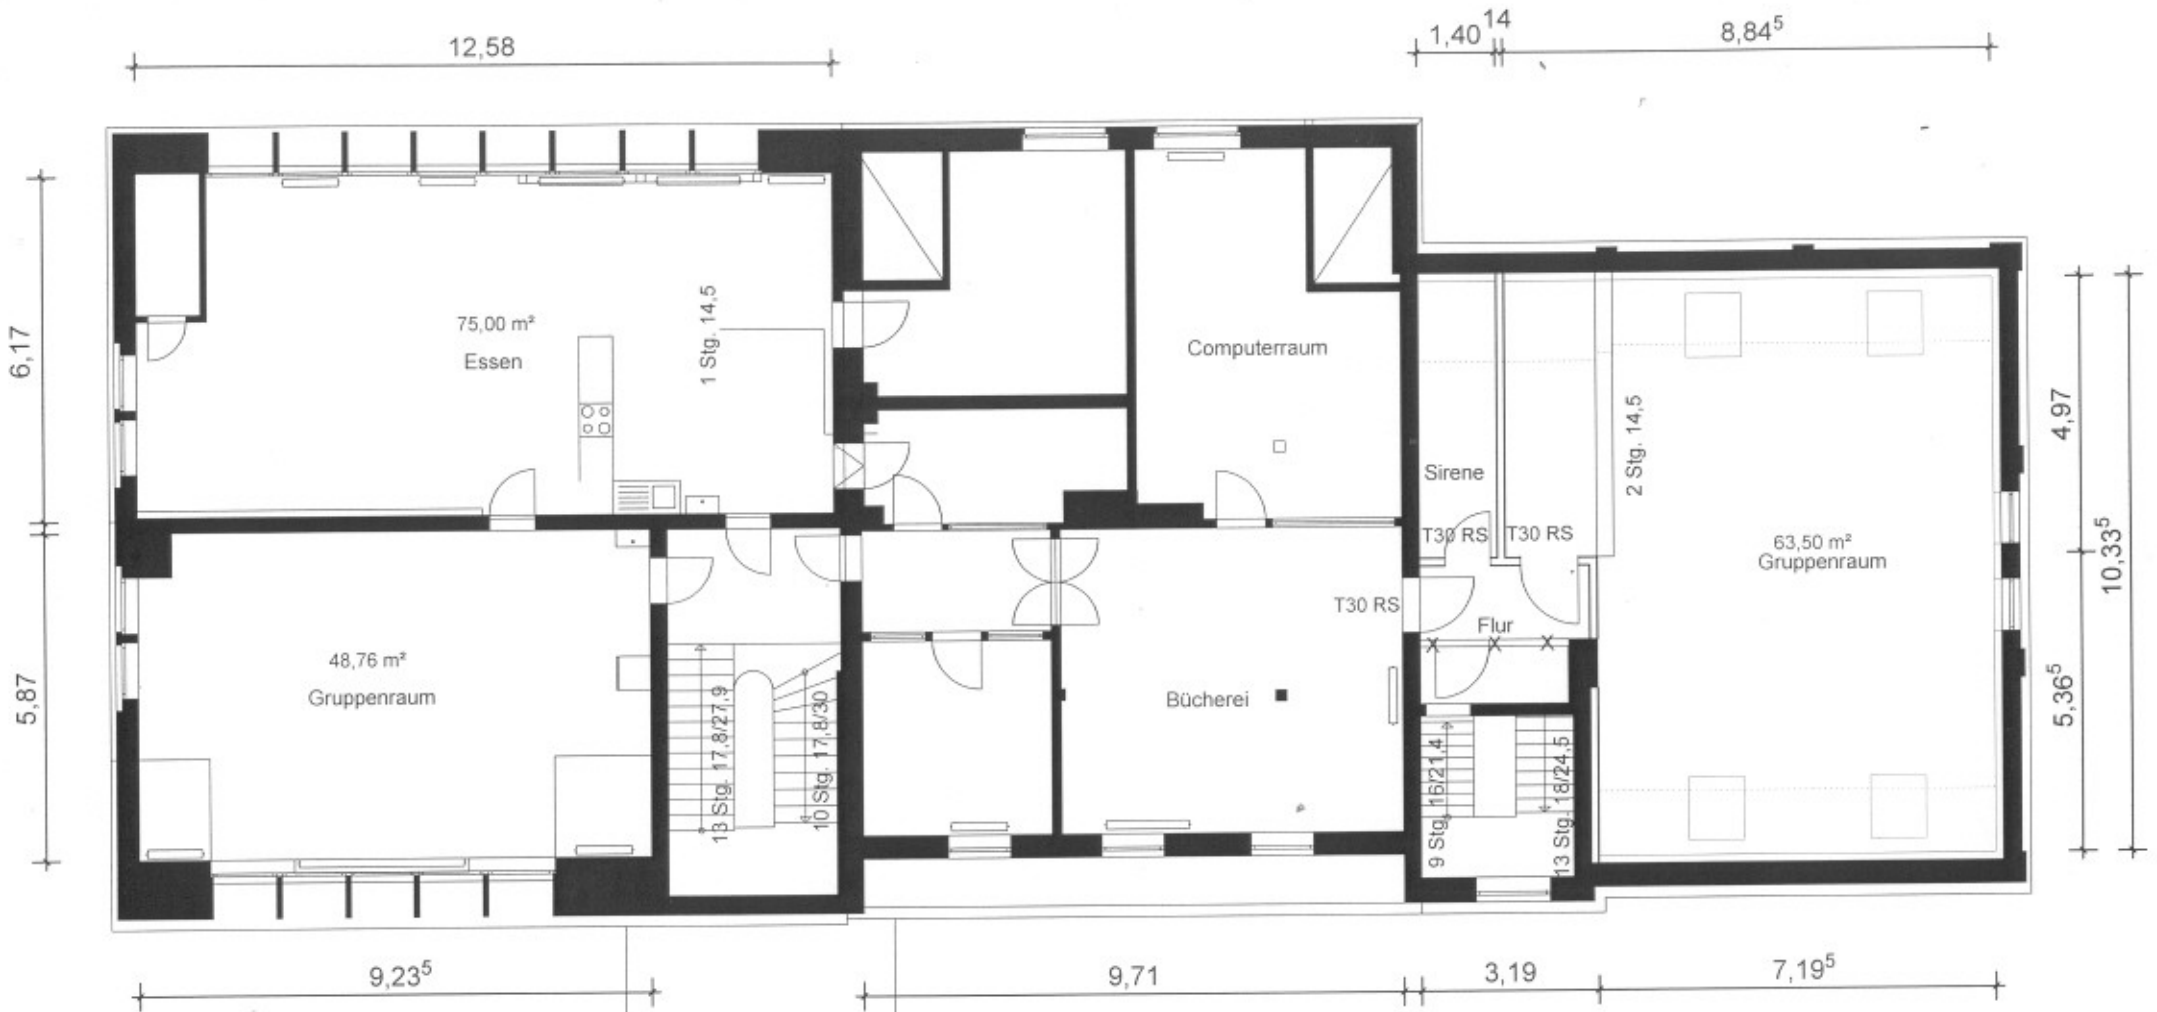 12,58
1,40
14
8,84⁵
6,17
75,00 m²
Essen
1 Stg. 14,5
Computerraum
Sirene
T30 RS
T30 RS
2 Stg. 14,5
63,50 m²
Gruppenraum
4,97
10,33⁵
5,36⁵
T30 RS
Flur
5,87
48,76 m²
Gruppenraum
13 Stg. 17,8/27,9
10 Stg. 17,8/30
Bücherei
9 Stg. 16/21,4
13 Stg. 18/24,5
9,23⁵
9,71
3,19
7,19⁵